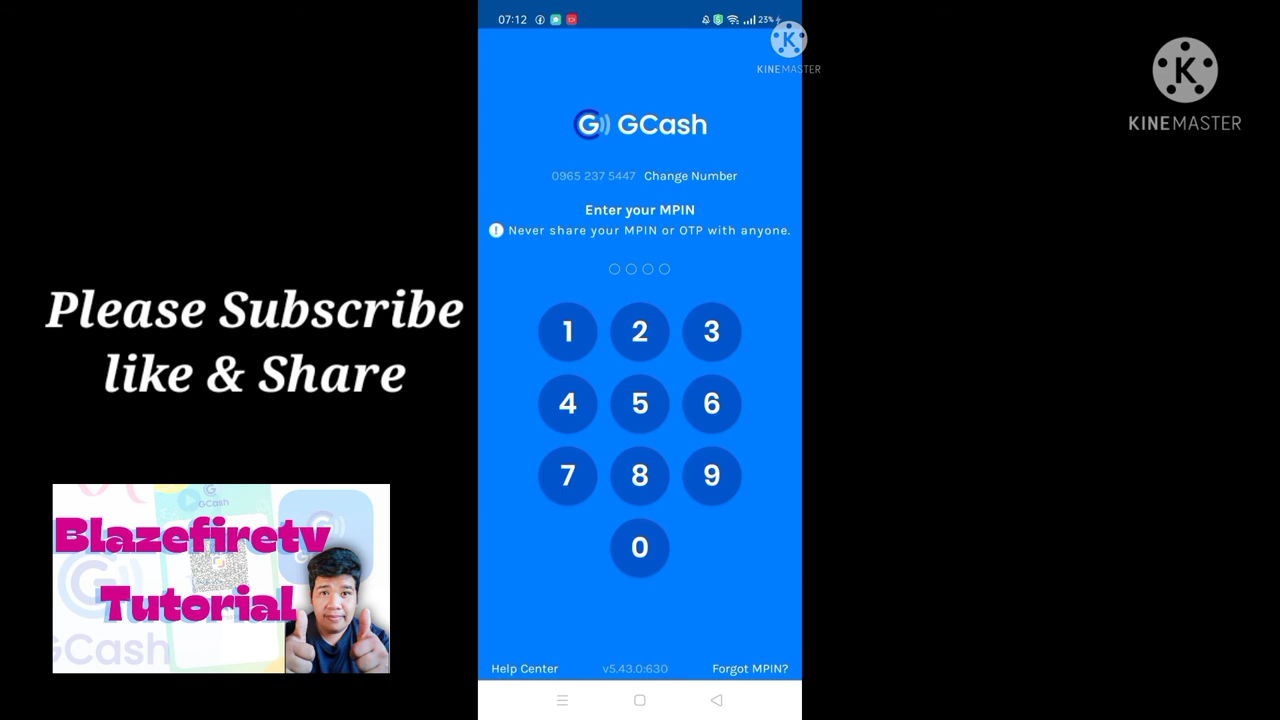 07:12
23%
KINEMASTER
K
KINEMASTER
GCash
0965 237 5447 Change Number
Enter your MPIN
! Never share your MPIN or OTP with anyone.
1 2 3
4 5 6
7 8 9
0
Help Center v5.43.0:630 Forgot MPIN?
Please Subscribe
like & Share
GCash
Blazefiretv
Tutorial
GCash